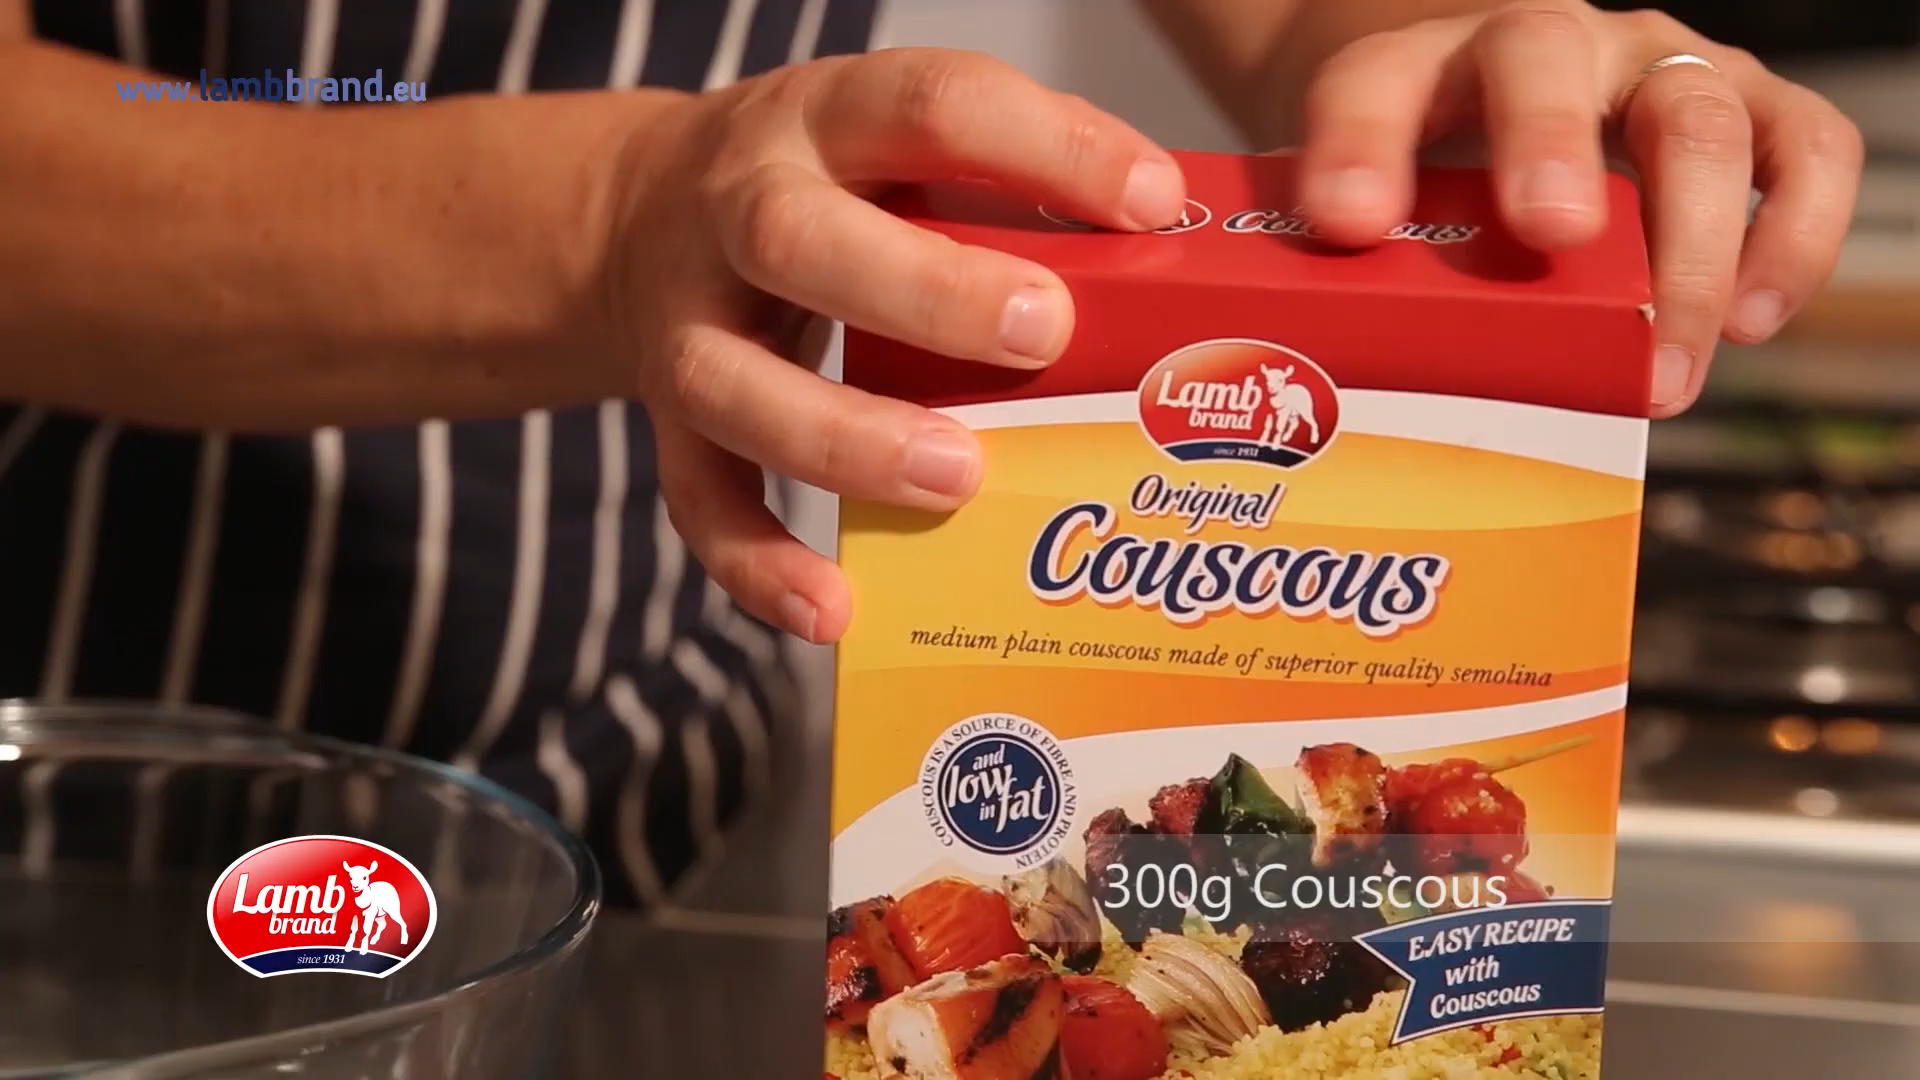 www.lambbrand.eu
Couscous
Lamb
brand
since 1931
Original
Couscous
medium plain couscous made of superior quality semolina
COUSCOUS IS A SOURCE OF FIBRE AND PROTEIN
and
low
in fat
300g Couscous
EASY RECIPE
with
Couscous
Lamb
brand
since 1931